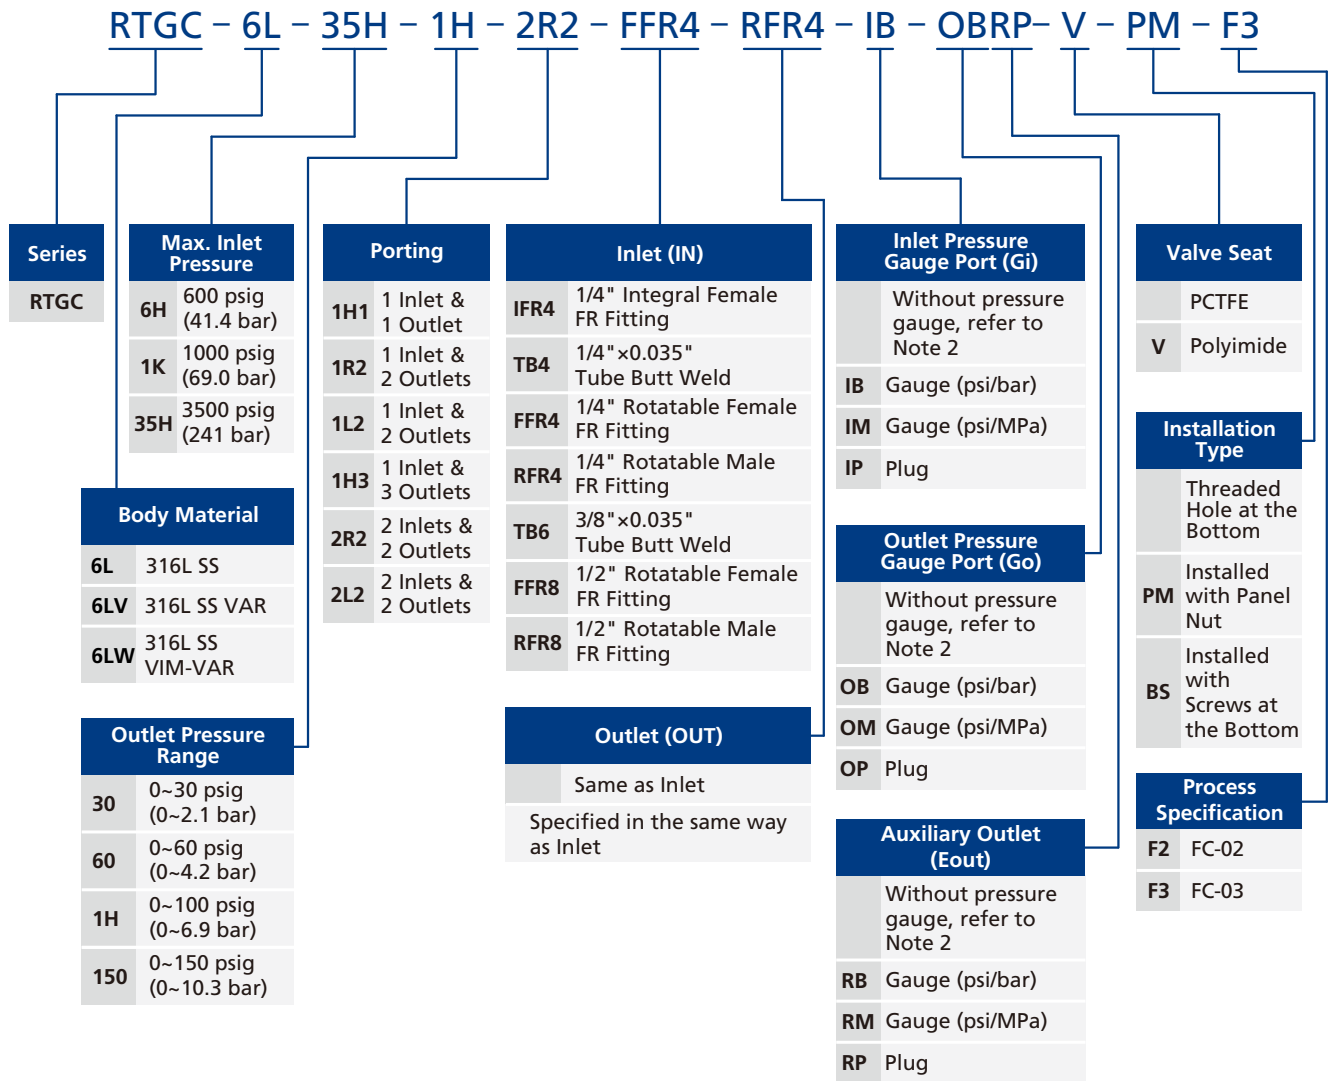 RTGC – 6L – 35H – 1H – 2R2 – FFR4 – RFR4 – IB – OBRP– V – PM – F3
Series
RTGC
Max. Inlet
Pressure
6H
600 psig
(41.4 bar)
1K
1000 psig
(69.0 bar)
35H
3500 psig
(241 bar)
Body Material
6L 316L SS
6LV 316L SS VAR
6LW
316L SS
VIM-VAR
Outlet Pressure
Range
30
0~30 psig
(0~2.1 bar)
60
0~60 psig
(0~4.2 bar)
1H
0~100 psig
(0~6.9 bar)
150
0~150 psig
(0~10.3 bar)
Porting
1H1
1 Inlet &
1 Outlet
1R2
1 Inlet &
2 Outlets
1L2
1 Inlet &
2 Outlets
1H3
1 Inlet &
3 Outlets
2R2
2 Inlets &
2 Outlets
2L2
2 Inlets &
2 Outlets
Inlet (IN)
IFR4
1/4" Integral Female
FR Fitting
TB4
1/4"×0.035"
Tube Butt Weld
FFR4
1/4" Rotatable Female
FR Fitting
RFR4
1/4" Rotatable Male
FR Fitting
TB6
3/8"×0.035"
Tube Butt Weld
FFR8
1/2" Rotatable Female
FR Fitting
RFR8
1/2" Rotatable Male
FR Fitting
Outlet (OUT)
Same as Inlet
Specified in the same way
as Inlet
Inlet Pressure
Gauge Port (Gi)
Without pressure
gauge, refer to
Note 2
IB Gauge (psi/bar)
IM Gauge (psi/MPa)
IP Plug
Outlet Pressure
Gauge Port (Go)
Without pressure
gauge, refer to
Note 2
OB Gauge (psi/bar)
OM Gauge (psi/MPa)
OP Plug
Auxiliary Outlet
(Eout)
Without pressure
gauge, refer to
Note 2
RB Gauge (psi/bar)
RM Gauge (psi/MPa)
RP Plug
Valve Seat
PCTFE
V Polyimide
Installation
Type
Threaded
Hole at the
Bottom
PM
Installed
with Panel
Nut
BS
Installed
with
Screws at
the Bottom
Process
Specification
F2 FC-02
F3 FC-03